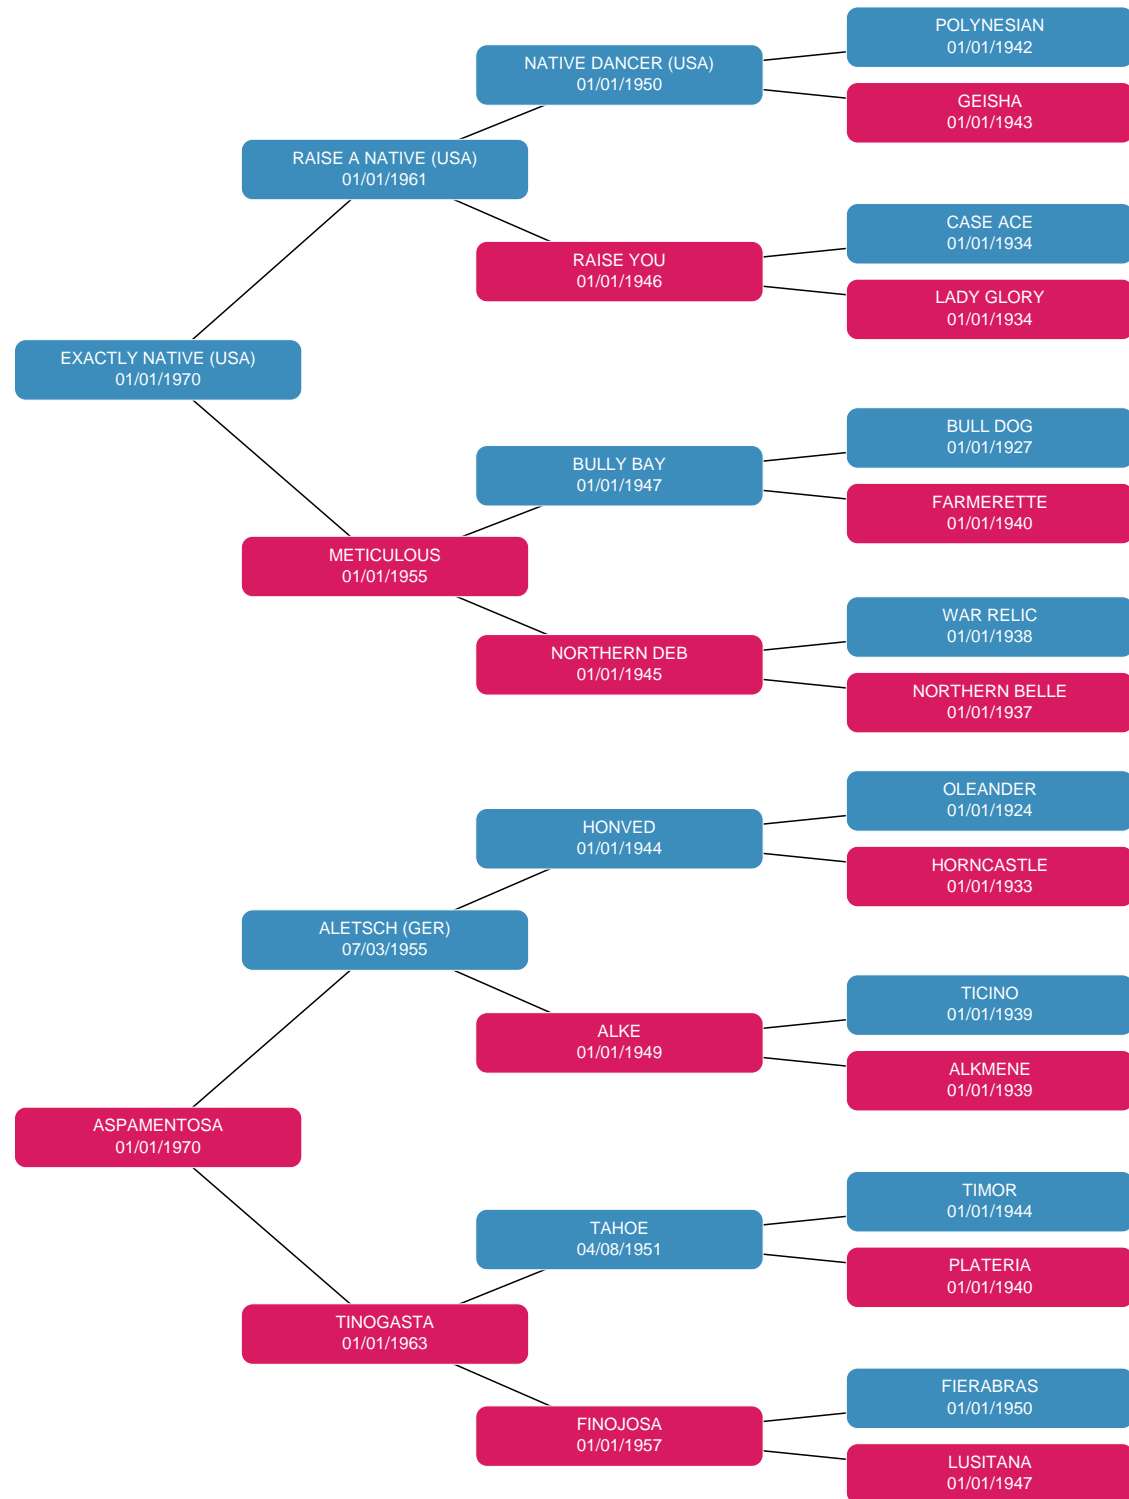 POLYNESIAN
01/01/1942
NATIVE DANCER (USA)
01/01/1950
GEISHA
01/01/1943
RAISE A NATIVE (USA)
01/01/1961
CASE ACE
01/01/1934
RAISE YOU
01/01/1946
LADY GLORY
01/01/1934
EXACTLY NATIVE (USA)
01/01/1970
BULL DOG
01/01/1927
BULLY BAY
01/01/1947
FARMERETTE
01/01/1940
METICULOUS
01/01/1955
WAR RELIC
01/01/1938
NORTHERN DEB
01/01/1945
NORTHERN BELLE
01/01/1937
OLEANDER
01/01/1924
HONVED
01/01/1944
HORNCASTLE
01/01/1933
ALETSCH (GER)
07/03/1955
TICINO
01/01/1939
ALKE
01/01/1949
ALKMENE
01/01/1939
ASPAMENTOSA
01/01/1970
TIMOR
01/01/1944
TAHOE
04/08/1951
PLATERIA
01/01/1940
TINOGASTA
01/01/1963
FIERABRAS
01/01/1950
FINOJOSA
01/01/1957
LUSITANA
01/01/1947